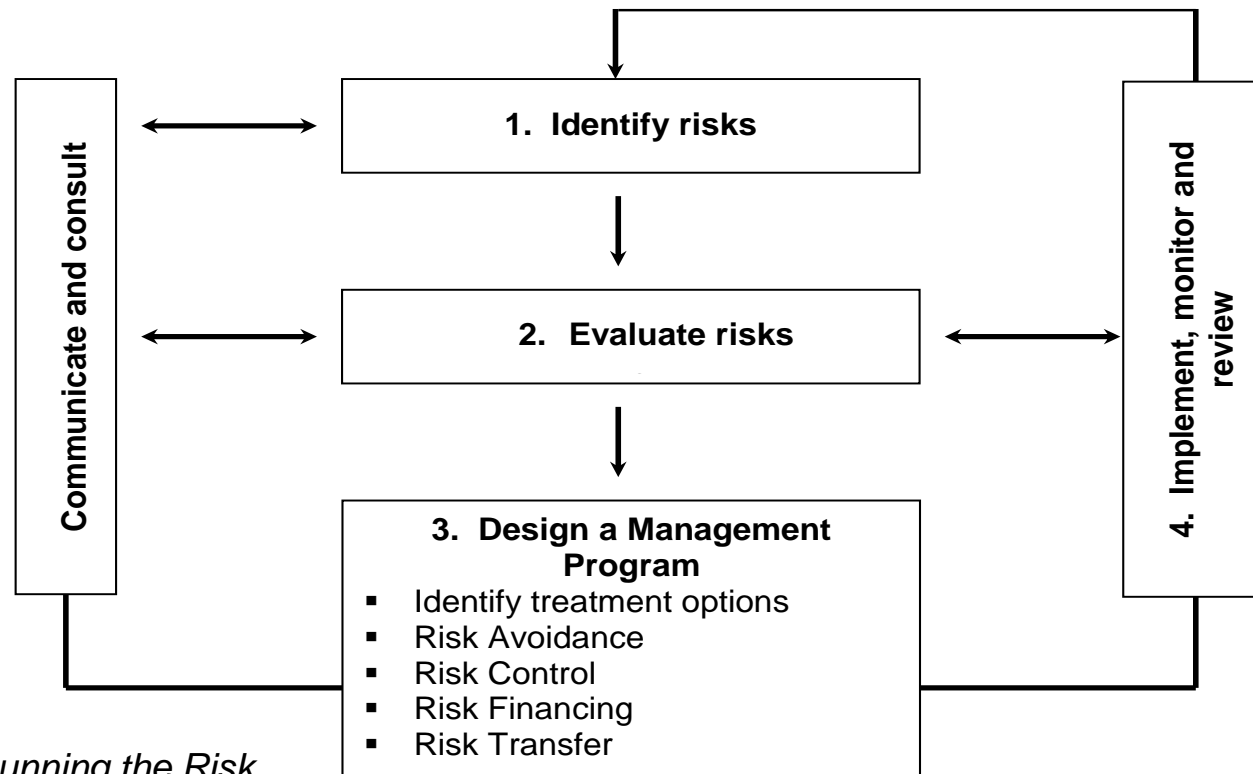 1. Identify risks
Communicate and consult
2. Evaluate risks
4. Implement, monitor and
review
3. Design a Management
Program
▪ Identify treatment options
▪ Risk Avoidance
▪ Risk Control
▪ Risk Financing
▪ Risk Transfer
unning the Risk